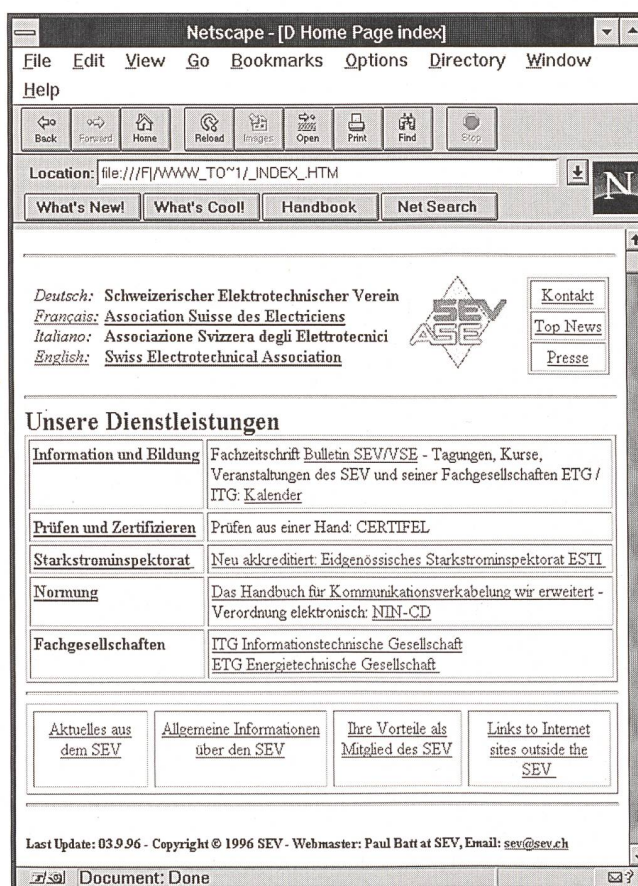 Netscape - [D Home Page index]
File Edit View Go Bookmarks Options Directory Window
Help
Back Forward Home Reload Images Open Print Find Stop
Location: file:///F|/WWW_TO~1/_INDEX_.HTM
N
What's New! What's Cool! Handbook Net Search
Deutsch: Schweizerischer Elektrotechnischer Verein
Français: Association Suisse des Electriciens
Italiano: Associazione Svizzera degli Elettrotecnici
English: Swiss Electrotechnical Association
SEV
ASE
Kontakt
Top News
Presse
Unsere Dienstleistungen
Information und Bildung
Fachzeitschrift Bulletin SEV/VSE - Tagungen, Kurse,
Veranstaltungen des SEV und seiner Fachgesellschaften ETG /
ITG: Kalender
Prüfen und Zertifizieren
Prüfen aus einer Hand: CERTIFEL
Starkstrominspektorat
Neu akkreditiert: Eidgenössisches Starkstrominspektorat ESTI
Normung
Das Handbuch für Kommunikationsverkabelung wir erweitert -
Verordnung elektronisch: NIN-CD
Fachgesellschaften
ITG Informationstechnische Gesellschaft
ETG Energietechnische Gesellschaft
Aktuelles aus
dem SEV
Allgemeine Informationen
über den SEV
Ihre Vorteile als
Mitglied des SEV
Links to Internet
sites outside the
SEV
Last Update: 03.9.96 - Copyright © 1996 SEV - Webmaster: Paul Batt at SEV, Email: sev@sev.ch
Document: Done
?